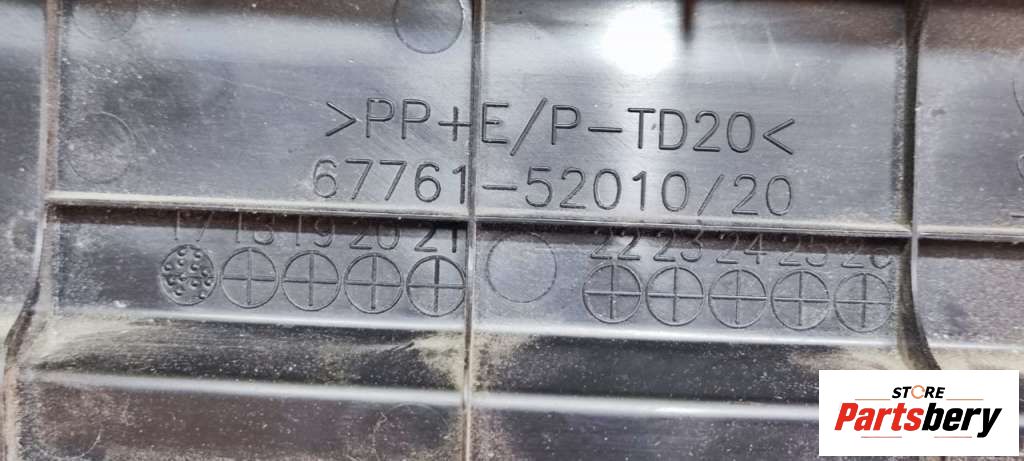 >PP+E/P-TD20<
67761-52010/20
17 18 19 20 21 22 23 24 25 26
STORE
Partsbery